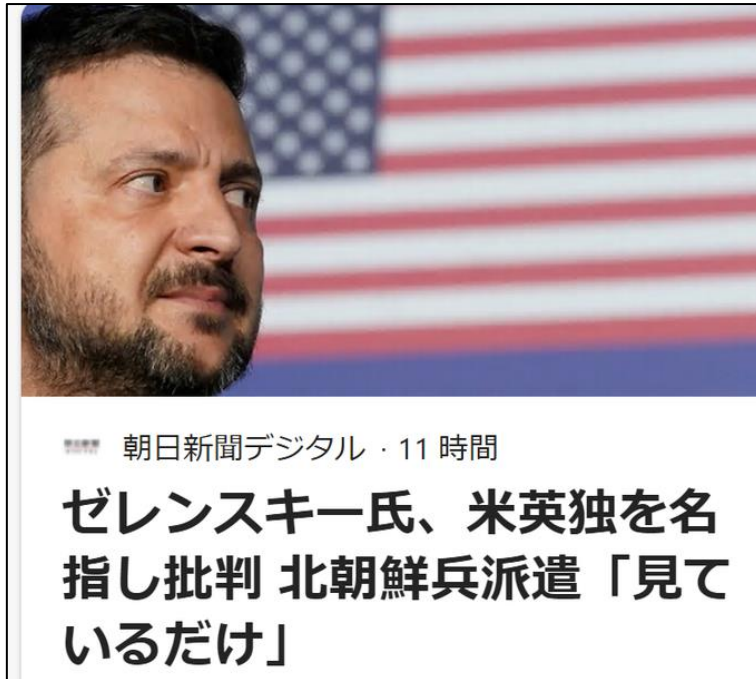 朝日新聞デジタル · 11 時間
ゼレンスキー氏、米英独を名
指し批判 北朝鮮兵派遣「見て
いるだけ」